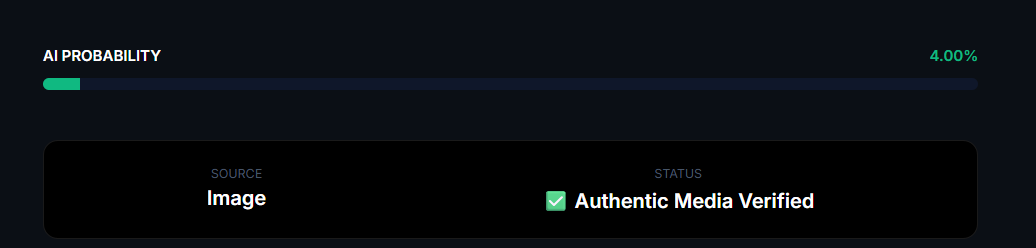 AI PROBABILITY 4.00%
SOURCE STATUS
Image ✅ Authentic Media Verified